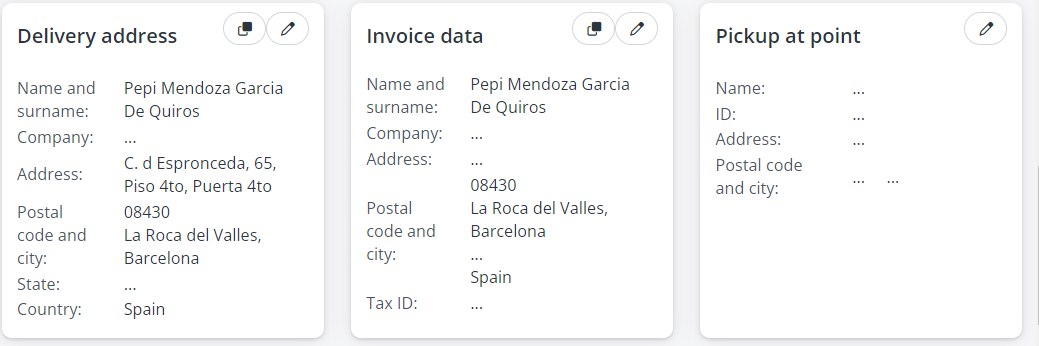 Delivery address
Name and surname: Pepi Mendoza Garcia De Quiros
Company: ...
Address: C. d Espronceda, 65, Piso 4to, Puerta 4to
Postal code and city: 08430 La Roca del Valles, Barcelona
State: ...
Country: Spain
Invoice data
Name and surname: Pepi Mendoza Garcia De Quiros
Company: ...
Address: ...
Postal code and city: 08430 La Roca del Valles, Barcelona ... Spain
Tax ID: ...
Pickup at point
Name: ...
ID: ...
Address: ...
Postal code and city: ... ...